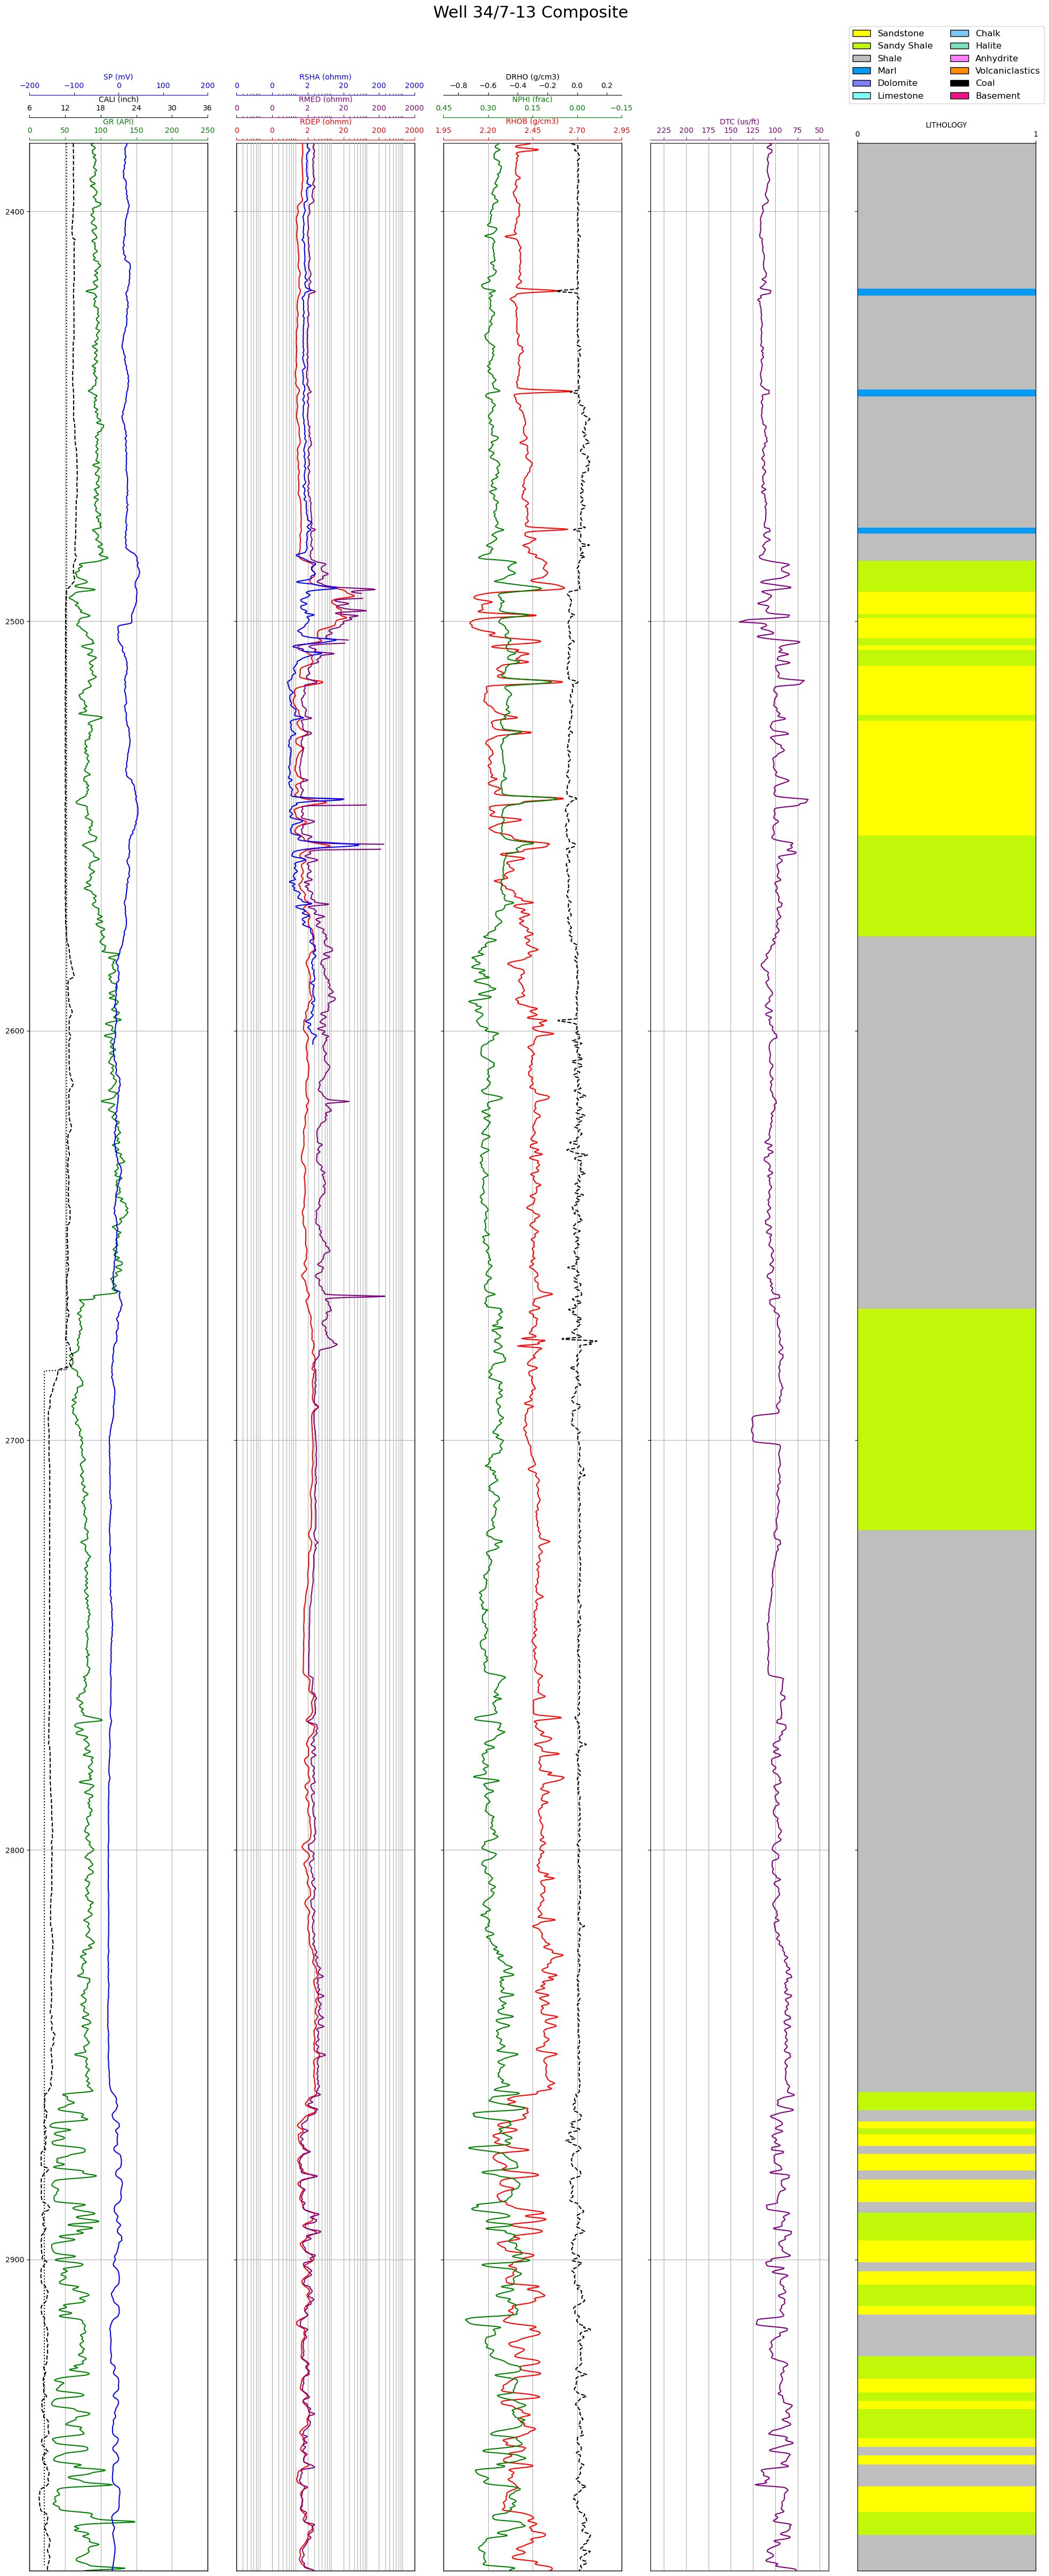 Well 34/7-13 Composite
Sandstone Chalk
Sandy Shale Halite
Shale Anhydrite
Marl Volcaniclastics
Dolomite Coal
Limestone Basement
SP (mV) RSHA (ohmm) DRHO (g/cm3)
−200 −100 0 100 200 0 0 2 20 200 2000 −0.8 −0.6 −0.4 −0.2 0.0 0.2
CALI (inch) RMED (ohmm) NPHI (frac)
6 12 18 24 30 36 0 0 2 20 200 2000 0.45 0.30 0.15 0.00 −0.15
GR (API) RDEP (ohmm) RHOB (g/cm3) DTC (us/ft) LITHOLOGY
0 50 100 150 200 250 0 0 2 20 200 2000 1.95 2.20 2.45 2.70 2.95 225 200 175 150 125 100 75 50 0 1
2400
2500
2600
2700
2800
2900